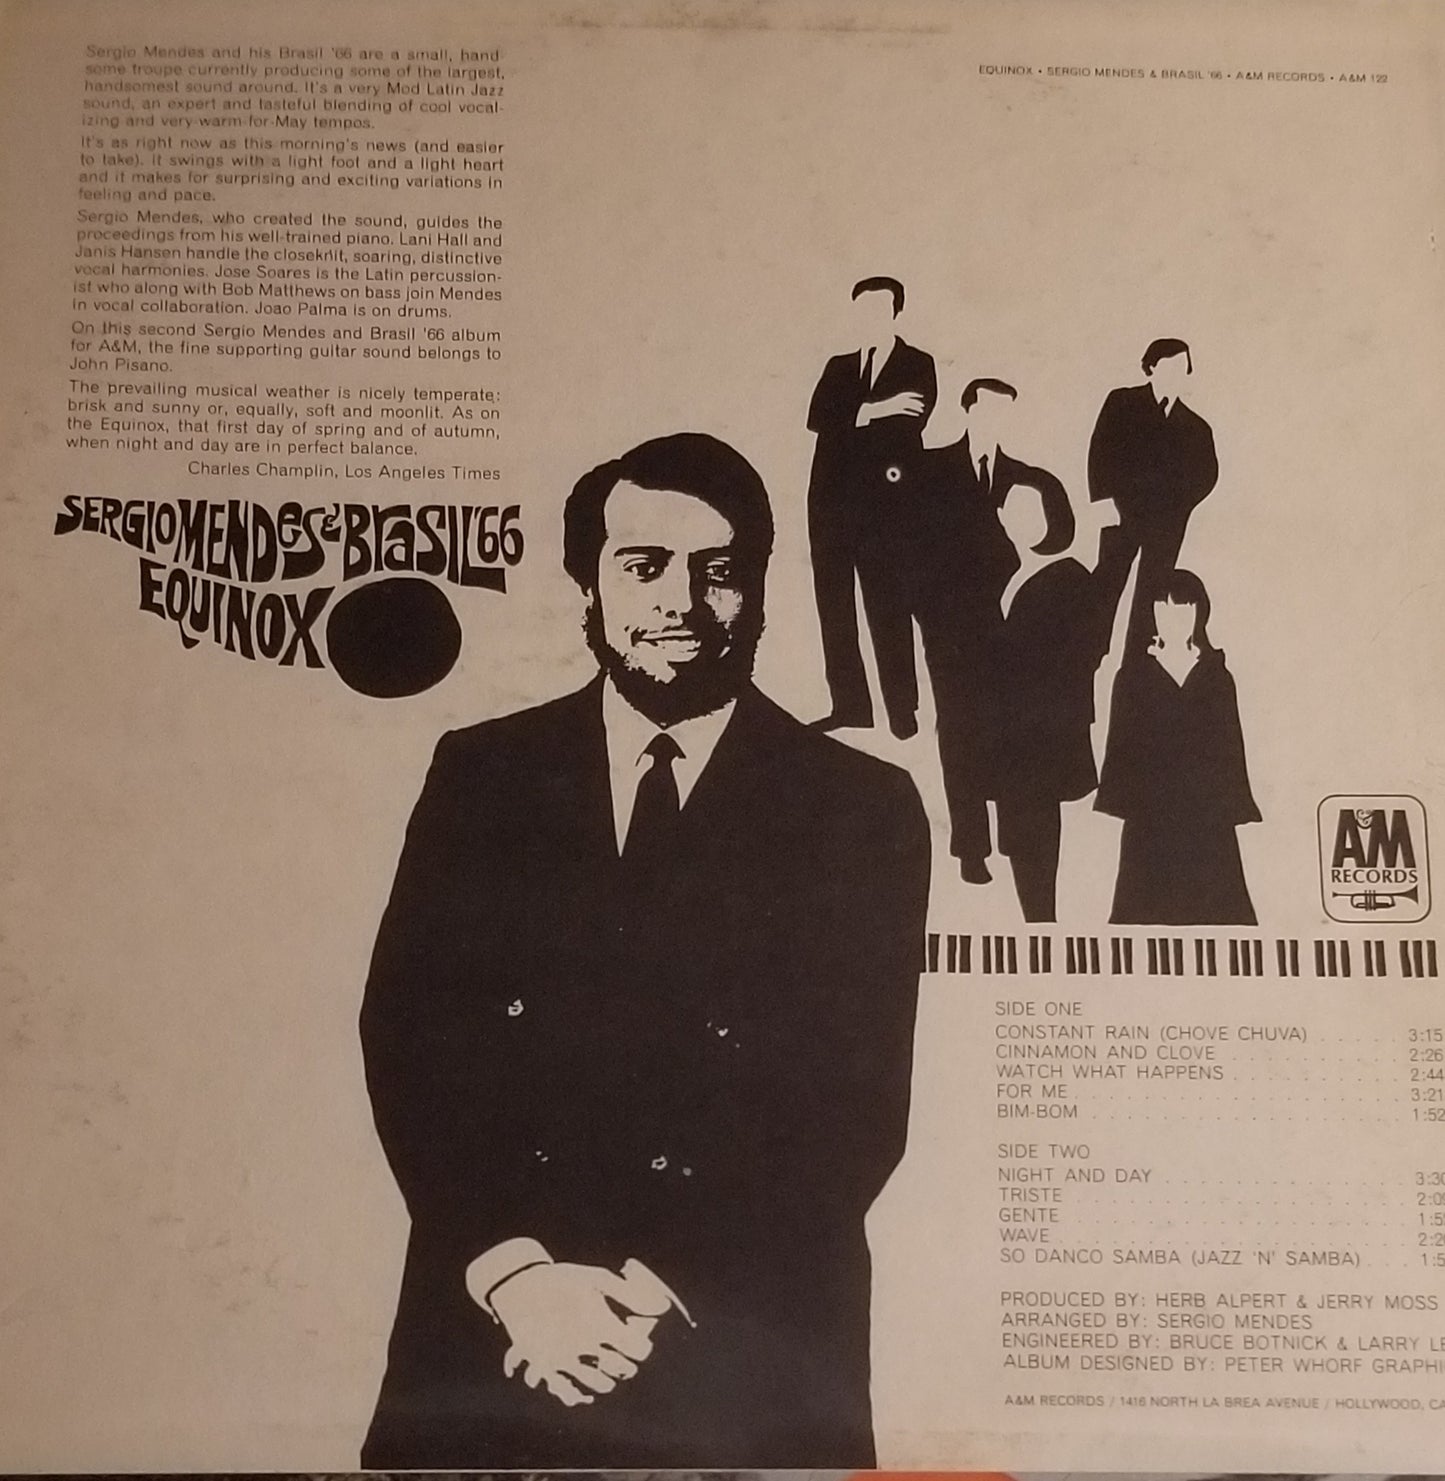 Sergio Mendes and his Brasil '66 are a small, hand
some troupe currently producing some of the largest,
handsomest sound around. It's a very Mod Latin Jazz
sound, an expert and tasteful blending of cool vocal-
izing and very-warm-for-May tempos.
It's as right now as this morning's news (and easier
to take). It swings with a light foot and a light heart
and it makes for surprising and exciting variations in
feeling and pace.
Sergio Mendes, who created the sound, guides the
proceedings from his well-trained piano. Lani Hall and
Janis Hansen handle the closeknit, soaring, distinctive
vocal harmonies. Jose Soares is the Latin percussion-
ist who along with Bob Matthews on bass join Mendes
in vocal collaboration. Joao Palma is on drums.
On this second Sergio Mendes and Brasil '66 album
for A&M, the fine supporting guitar sound belongs to
John Pisano.
The prevailing musical weather is nicely temperate:
brisk and sunny or, equally, soft and moonlit. As on
the Equinox, that first day of spring and of autumn,
when night and day are in perfect balance.
Charles Champlin, Los Angeles Times
SERGIO MENDES & BRASIL '66
EQUINOX
EQUINOX • SERGIO MENDES & BRASIL '66 • A&M RECORDS • A&M 122
A&M
RECORDS
SIDE ONE
CONSTANT RAIN (CHOVE CHUVA) . . . . . 3:15
CINNAMON AND CLOVE . . . . . . . . . . 2:26
WATCH WHAT HAPPENS . . . . . . . . . . 2:44
FOR ME . . . . . . . . . . . . . . . . . . 3:21
BIM-BOM . . . . . . . . . . . . . . . . . 1:52
SIDE TWO
NIGHT AND DAY . . . . . . . . . . . . . 3:30
TRISTE . . . . . . . . . . . . . . . . . . 2:0
GENTE . . . . . . . . . . . . . . . . . . 1:5
WAVE . . . . . . . . . . . . . . . . . . . 2:2
SO DANCO SAMBA (JAZZ 'N' SAMBA) . . . 1:5
PRODUCED BY: HERB ALPERT & JERRY MOSS
ARRANGED BY: SERGIO MENDES
ENGINEERED BY: BRUCE BOTNICK & LARRY LE
ALBUM DESIGNED BY: PETER WHORF GRAPHI
A&M RECORDS / 1416 NORTH LA BREA AVENUE / HOLLYWOOD, CA